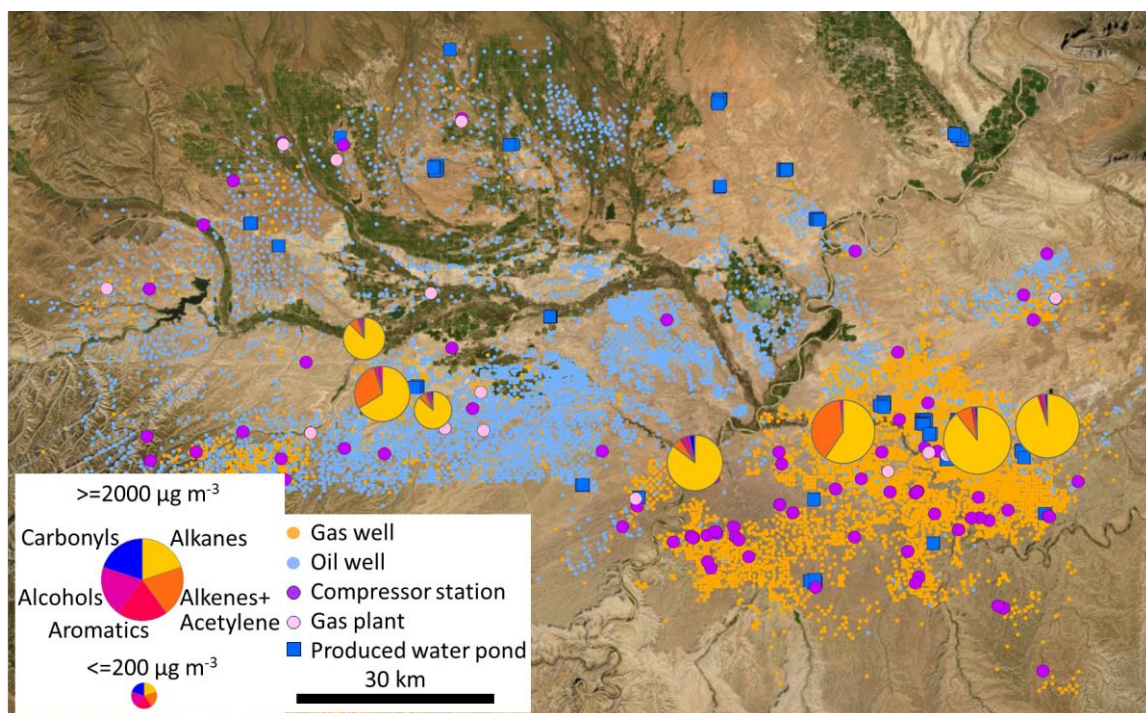 >=2000 µg m⁻³
Carbonyls
Alkanes
Alcohols
Alkenes+
Acetylene
Aromatics
<=200 µg m⁻³
Gas well
Oil well
Compressor station
Gas plant
Produced water pond
30 km